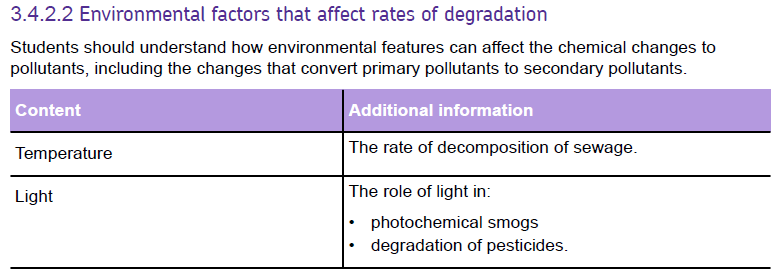 3.4.2.2 Environmental factors that affect rates of degradation
Students should understand how environmental features can affect the chemical changes to
pollutants, including the changes that convert primary pollutants to secondary pollutants.
Content
Additional information
Temperature
The rate of decomposition of sewage.
Light
The role of light in:
• photochemical smogs
• degradation of pesticides.